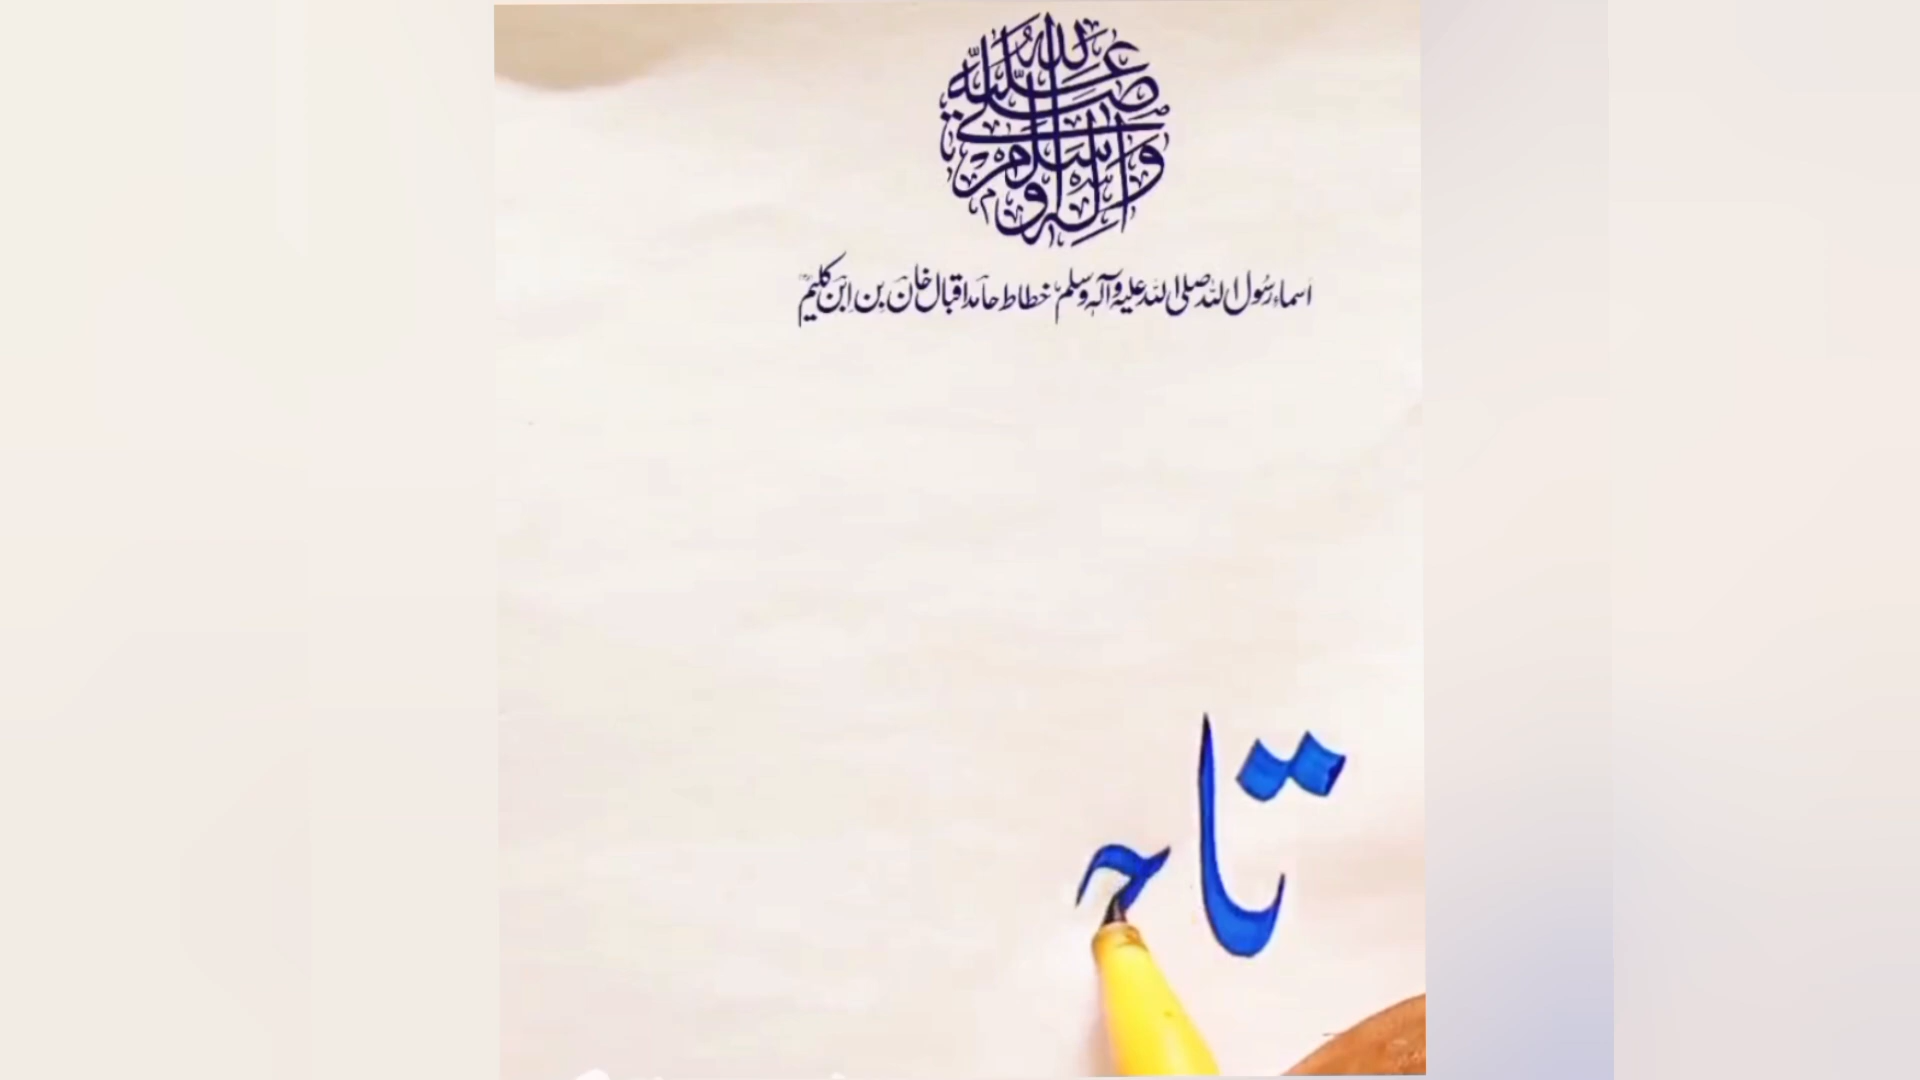 صلى الله عليه وآله وسلم
اسماء رسول اللہ صلی اللہ علیہ وآلہ وسلم خطاط حامد اقبال خان بن ابن کلیم
تاحـ